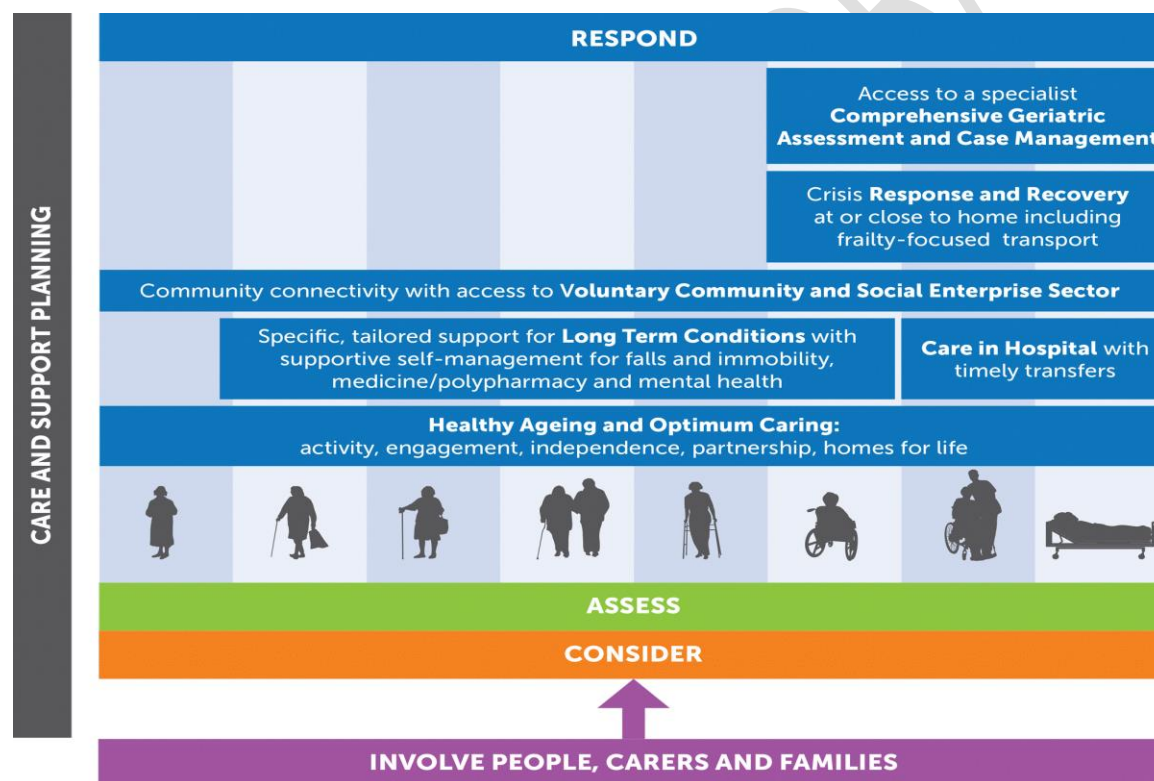 RESPOND
Access to a specialist
Comprehensive Geriatric
Assessment and Case Management
Crisis Response and Recovery
at or close to home including
frailty-focused transport
Community connectivity with access to Voluntary Community and Social Enterprise Sector
Specific, tailored support for Long Term Conditions with
supportive self-management for falls and immobility,
medicine/polypharmacy and mental health
Care in Hospital with
timely transfers
Healthy Ageing and Optimum Caring:
activity, engagement, independence, partnership, homes for life
CARE AND SUPPORT PLANNING
ASSESS
CONSIDER
INVOLVE PEOPLE, CARERS AND FAMILIES